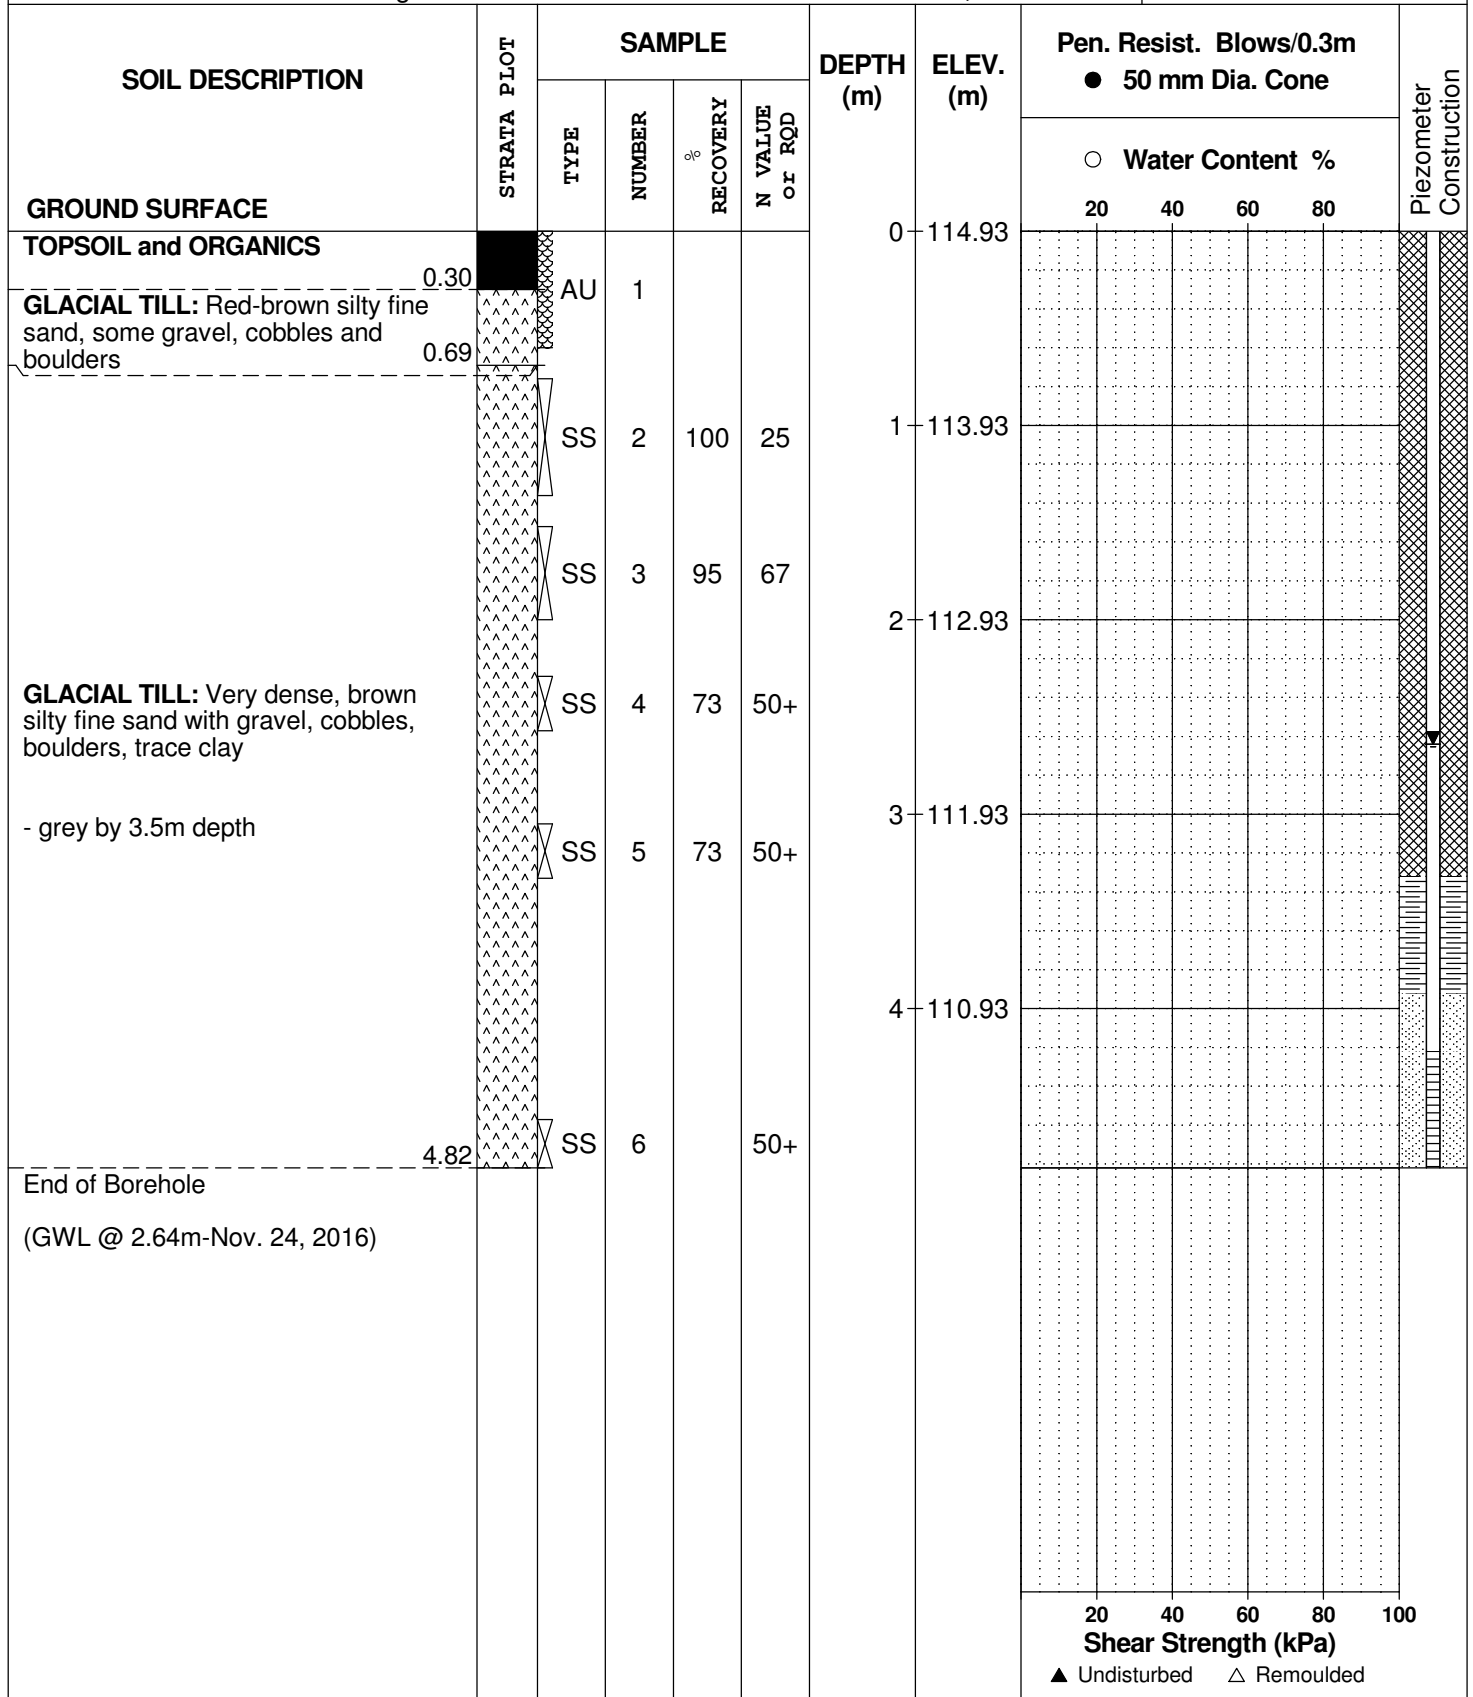 SOIL DESCRIPTION
GROUND SURFACE
STRATA PLOT
SAMPLE
TYPE
NUMBER
%
RECOVERY
N VALUE
or RQD
DEPTH
(m)
ELEV.
(m)
Pen. Resist. Blows/0.3m
● 50 mm Dia. Cone
○ Water Content %
20 40 60 80
Piezometer
Construction
TOPSOIL and ORGANICS
0.30
GLACIAL TILL: Red-brown silty fine
sand, some gravel, cobbles and
boulders
0.69
AU 1
0 114.93
SS 2 100 25
1 113.93
SS 3 95 67
2 112.93
GLACIAL TILL: Very dense, brown
silty fine sand with gravel, cobbles,
boulders, trace clay
SS 4 73 50+
- grey by 3.5m depth
3 111.93
SS 5 73 50+
4 110.93
SS 6 50+
4.82
End of Borehole
(GWL @ 2.64m-Nov. 24, 2016)
20 40 60 80 100
Shear Strength (kPa)
▲ Undisturbed △ Remoulded